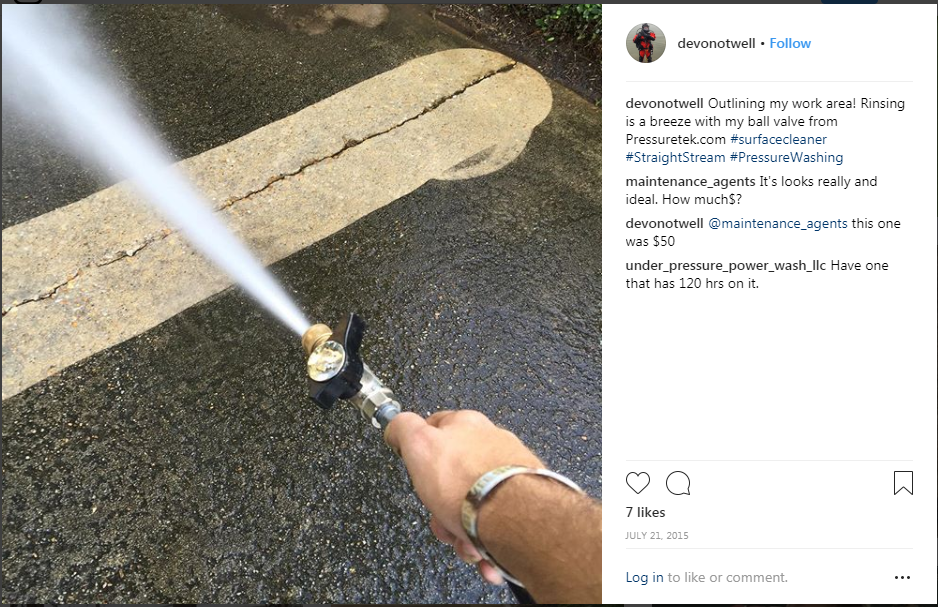 devonotwell • Follow
devonotwell Outlining my work area! Rinsing
is a breeze with my ball valve from
Pressuretek.com #surfacecleaner
#StraightStream #PressureWashing
maintenance_agents It's looks really and
ideal. How much$?
devonotwell @maintenance_agents this one
was $50
under_pressure_power_wash_llc Have one
that has 120 hrs on it.
7 likes
JULY 21, 2015
Log in to like or comment.